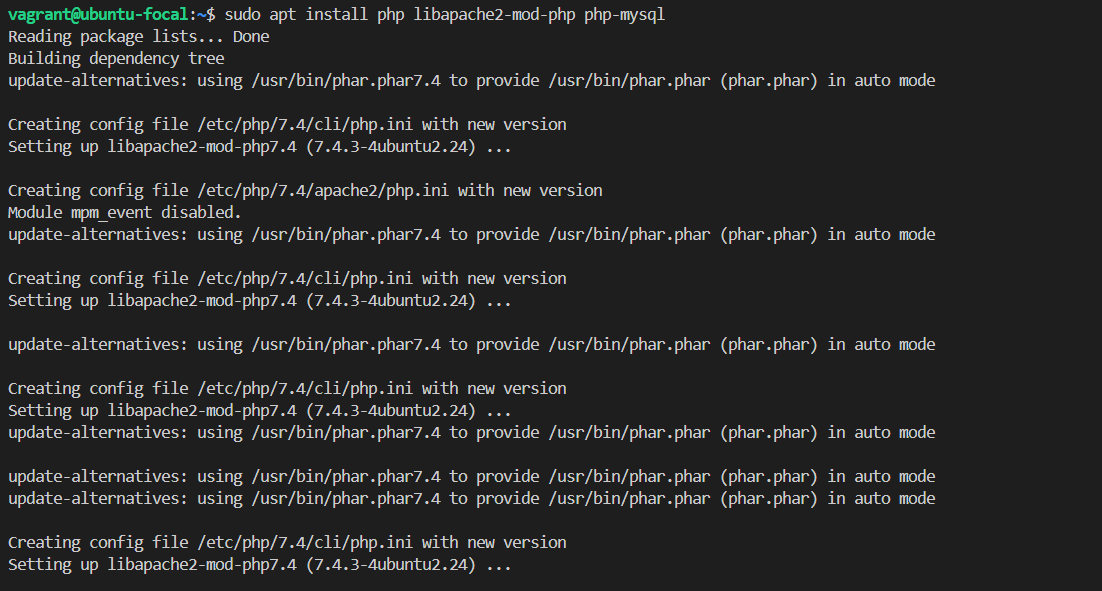 vagrant@ubuntu-focal:~$ sudo apt install php libapache2-mod-php php-mysql
Reading package lists... Done
Building dependency tree
update-alternatives: using /usr/bin/phar.phar7.4 to provide /usr/bin/phar.phar (phar.phar) in auto mode
Creating config file /etc/php/7.4/cli/php.ini with new version
Setting up libapache2-mod-php7.4 (7.4.3-4ubuntu2.24) ...
Creating config file /etc/php/7.4/apache2/php.ini with new version
Module mpm_event disabled.
update-alternatives: using /usr/bin/phar.phar7.4 to provide /usr/bin/phar.phar (phar.phar) in auto mode
Creating config file /etc/php/7.4/cli/php.ini with new version
Setting up libapache2-mod-php7.4 (7.4.3-4ubuntu2.24) ...
update-alternatives: using /usr/bin/phar.phar7.4 to provide /usr/bin/phar.phar (phar.phar) in auto mode
Creating config file /etc/php/7.4/cli/php.ini with new version
Setting up libapache2-mod-php7.4 (7.4.3-4ubuntu2.24) ...
update-alternatives: using /usr/bin/phar.phar7.4 to provide /usr/bin/phar.phar (phar.phar) in auto mode
update-alternatives: using /usr/bin/phar.phar7.4 to provide /usr/bin/phar.phar (phar.phar) in auto mode
update-alternatives: using /usr/bin/phar.phar7.4 to provide /usr/bin/phar.phar (phar.phar) in auto mode
Creating config file /etc/php/7.4/cli/php.ini with new version
Setting up libapache2-mod-php7.4 (7.4.3-4ubuntu2.24) ...